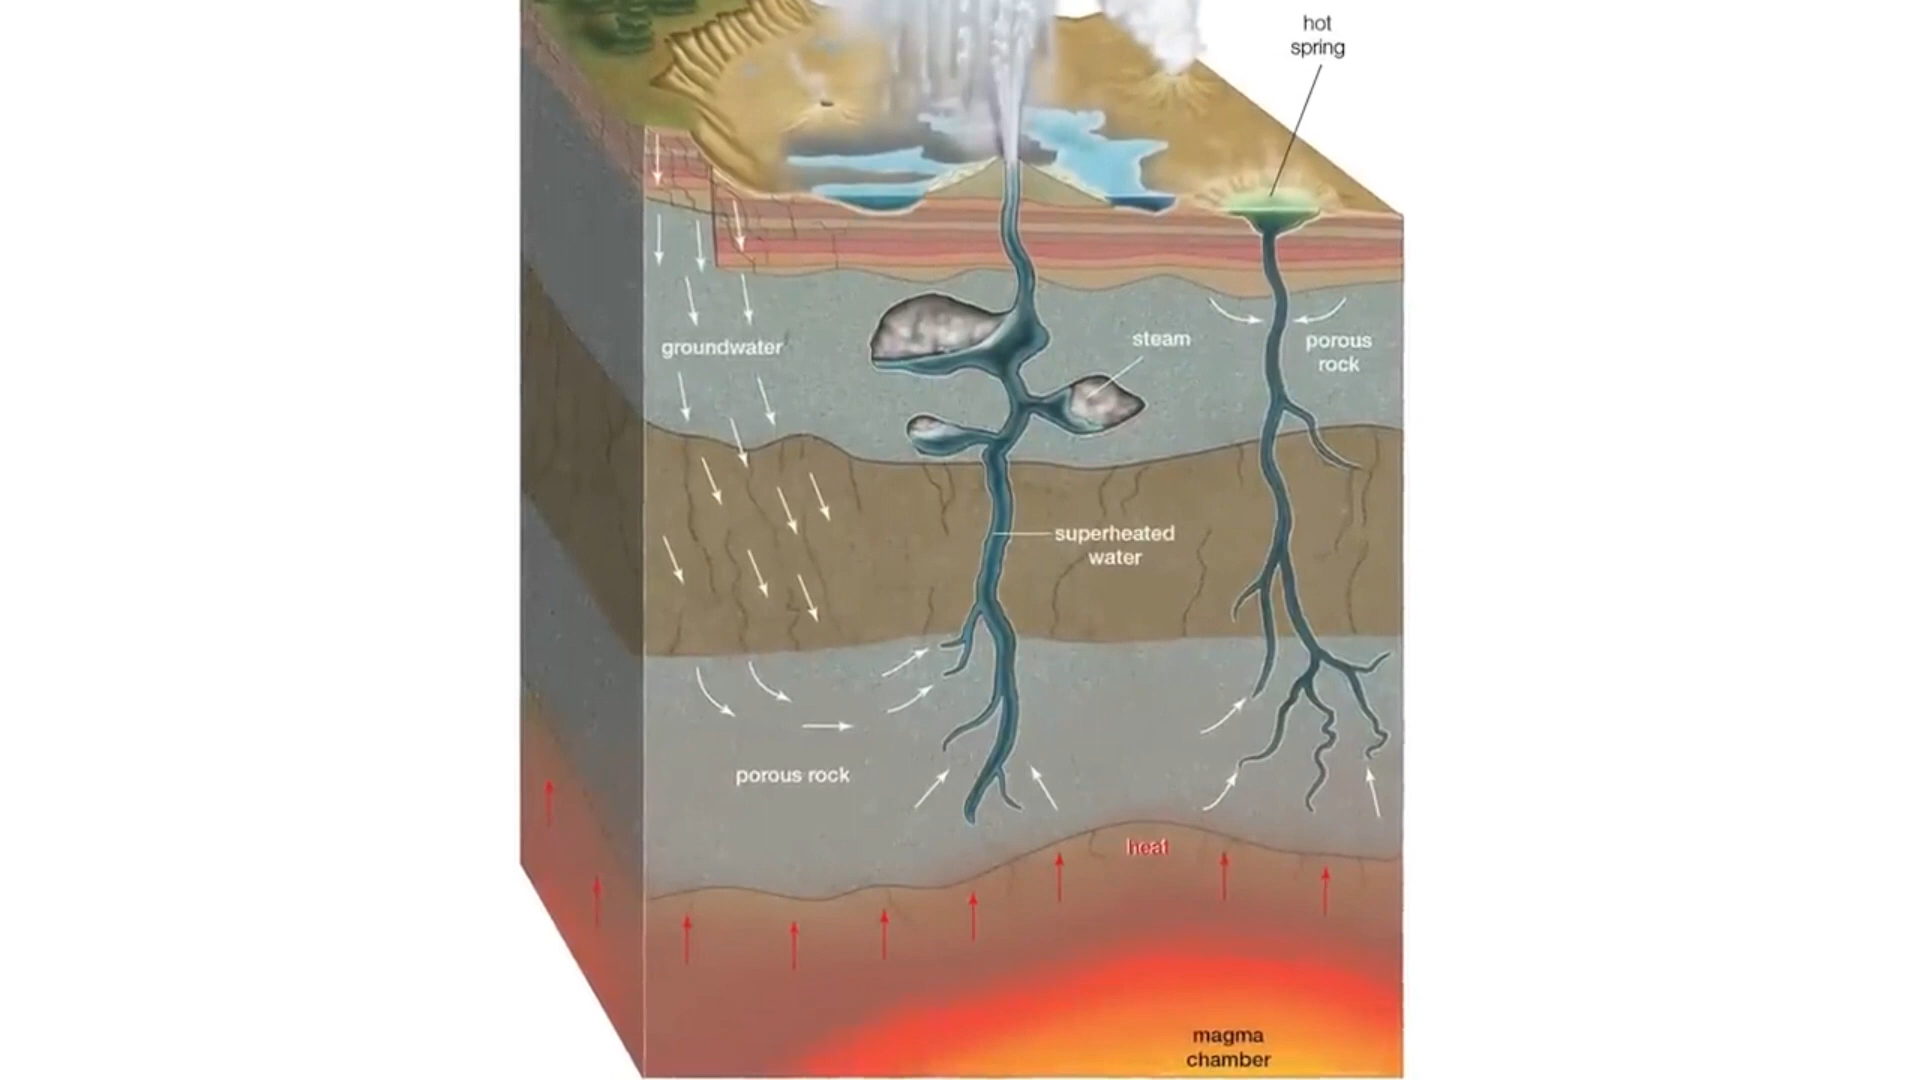 hot
spring
groundwater
steam
porous
rock
superheated
water
porous rock
heat
magma
chamber